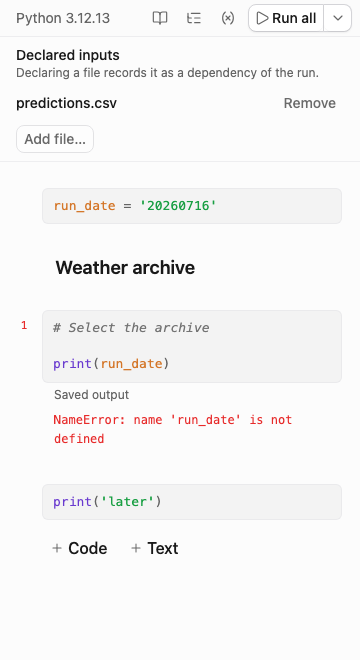 Python 3.12.13
Run all
Declared inputs
Declaring a file records it as a dependency of the run.
predictions.csv Remove
Add file...
run_date = '20260716'
Weather archive
1
# Select the archive
print(run_date)
Saved output
NameError: name 'run_date' is not
defined
print('later')
+ Code + Text